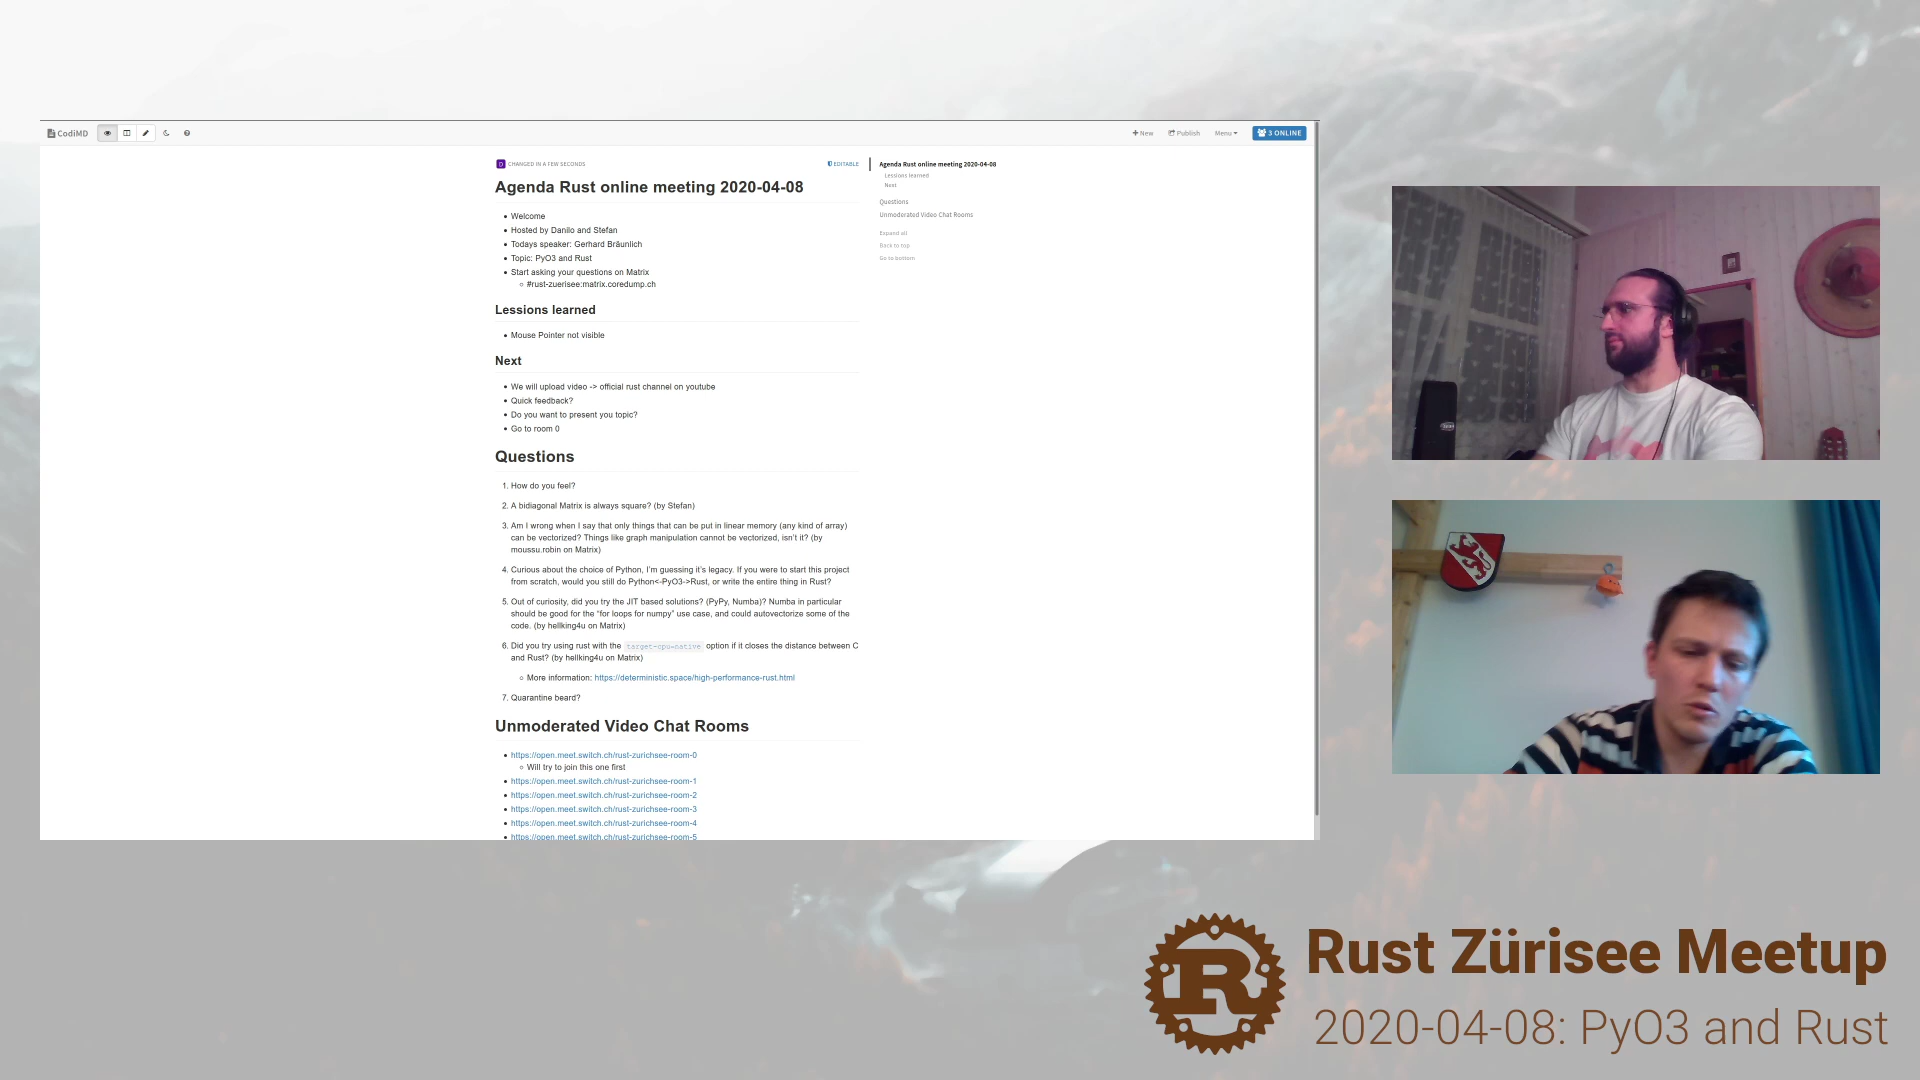 CodiMD
New
Publish
Menu
3 ONLINE
D CHANGED IN A FEW SECONDS
EDITABLE
Agenda Rust online meeting 2020-04-08
Welcome
Hosted by Danilo and Stefan
Todays speaker: Gerhard Bräunlich
Topic: PyO3 and Rust
Start asking your questions on Matrix
#rust-zuerisee:matrix.coredump.ch
Lessions learned
Mouse Pointer not visible
Next
We will upload video -> official rust channel on youtube
Quick feedback?
Do you want to present you topic?
Go to room 0
Questions
1. How do you feel?
2. A bidiagonal Matrix is always square? (by Stefan)
3. Am I wrong when I say that only things that can be put in linear memory (any kind of array)
can be vectorized? Things like graph manipulation cannot be vectorized, isn't it? (by
moussu.robin on Matrix)
4. Curious about the choice of Python, I'm guessing it's legacy. If you were to start this project
from scratch, would you still do Python<-PyO3->Rust, or write the entire thing in Rust?
5. Out of curiosity, did you try the JIT based solutions? (PyPy, Numba)? Numba in particular
should be good for the "for loops for numpy" use case, and could autovectorize some of the
code. (by hellking4u on Matrix)
6. Did you try using rust with the target-cpu=native option if it closes the distance between C
and Rust? (by hellking4u on Matrix)
More information: https://deterministic.space/high-performance-rust.html
7. Quarantine beard?
Unmoderated Video Chat Rooms
https://open.meet.switch.ch/rust-zurichsee-room-0
Will try to join this one first
https://open.meet.switch.ch/rust-zurichsee-room-1
https://open.meet.switch.ch/rust-zurichsee-room-2
https://open.meet.switch.ch/rust-zurichsee-room-3
https://open.meet.switch.ch/rust-zurichsee-room-4
https://open.meet.switch.ch/rust-zurichsee-room-5
Agenda Rust online meeting 2020-04-08
Lessions learned
Next
Questions
Unmoderated Video Chat Rooms
Expand all
Back to top
Go to bottom
R
Rust Zürisee Meetup
2020-04-08: PyO3 and Rust